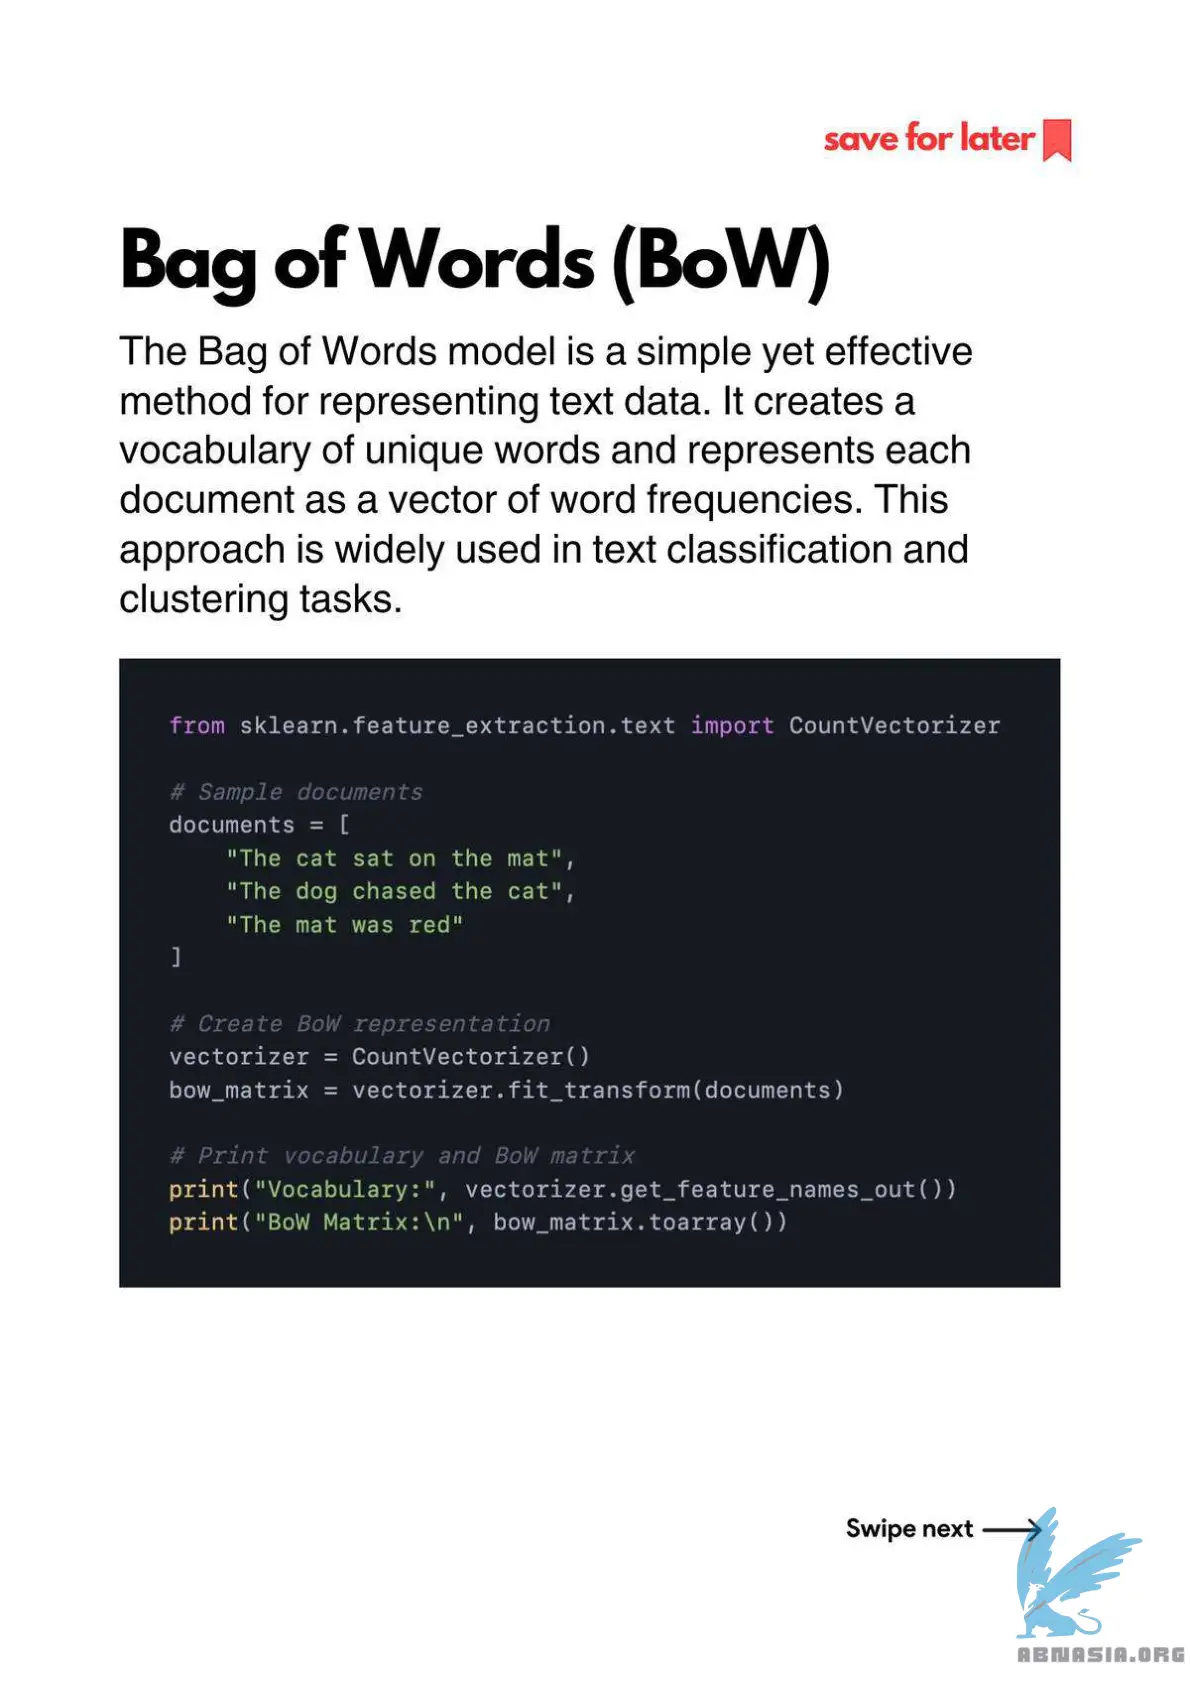 save for later
Bag of Words (BoW)
The Bag of Words model is a simple yet effective
method for representing text data. It creates a
vocabulary of unique words and represents each
document as a vector of word frequencies. This
approach is widely used in text classification and
clustering tasks.
from sklearn.feature_extraction.text import CountVectorizer
# Sample documents
documents = [
    "The cat sat on the mat",
    "The dog chased the cat",
    "The mat was red"
]
# Create BoW representation
vectorizer = CountVectorizer()
bow_matrix = vectorizer.fit_transform(documents)
# Print vocabulary and BoW matrix
print("Vocabulary:", vectorizer.get_feature_names_out())
print("BoW Matrix:\n", bow_matrix.toarray())
Swipe next
ABNASIA.ORG